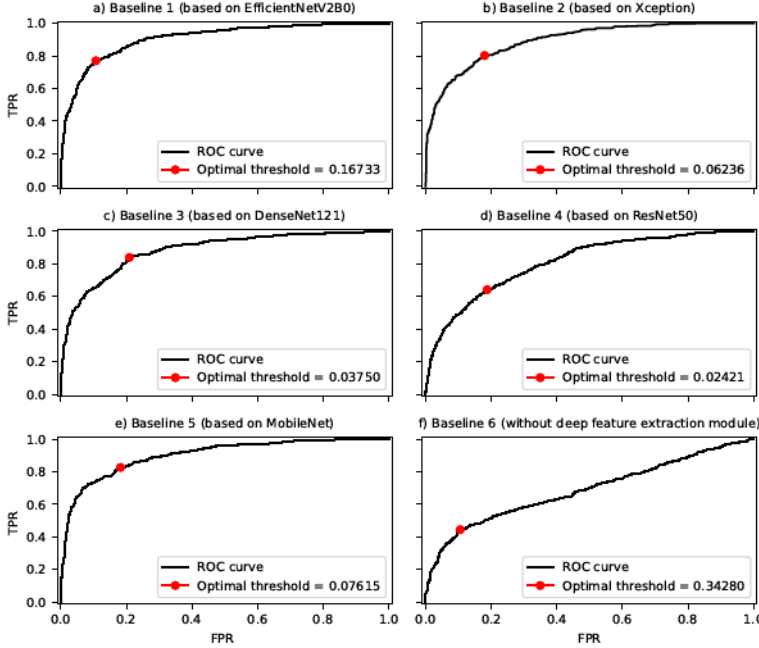 a) Baseline 1 (based on EfficientNetV2B0)
1.0
0.8
0.6
0.4
0.2
0.0
TPR
ROC curve
Optimal threshold = 0.16733
b) Baseline 2 (based on Xception)
ROC curve
Optimal threshold = 0.06236
c) Baseline 3 (based on DenseNet121)
1.0
0.8
0.6
0.4
0.2
0.0
TPR
ROC curve
Optimal threshold = 0.03750
d) Baseline 4 (based on ResNet50)
ROC curve
Optimal threshold = 0.02421
e) Baseline 5 (based on MobileNet)
1.0
0.8
0.6
0.4
0.2
0.0
TPR
ROC curve
Optimal threshold = 0.07615
0.0 0.2 0.4 0.6 0.8 1.0
FPR
f) Baseline 6 (without deep feature extraction module)
ROC curve
Optimal threshold = 0.34280
0.0 0.2 0.4 0.6 0.8 1.0
FPR